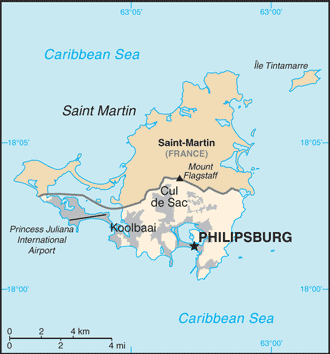 63°05'
63°00'
Caribbean Sea
Île Tintamarre
Saint Martin
18°05'
18°05'
Saint-Martin
(FRANCE)
Mount
Flagstaff
Cul
de Sac
Princess Juliana
International
Airport
Koolbaai
PHILIPSBURG
18°00'
18°00'
0 2 4 km
0 2 4 mi
Caribbean Sea
63°05'
63°00'